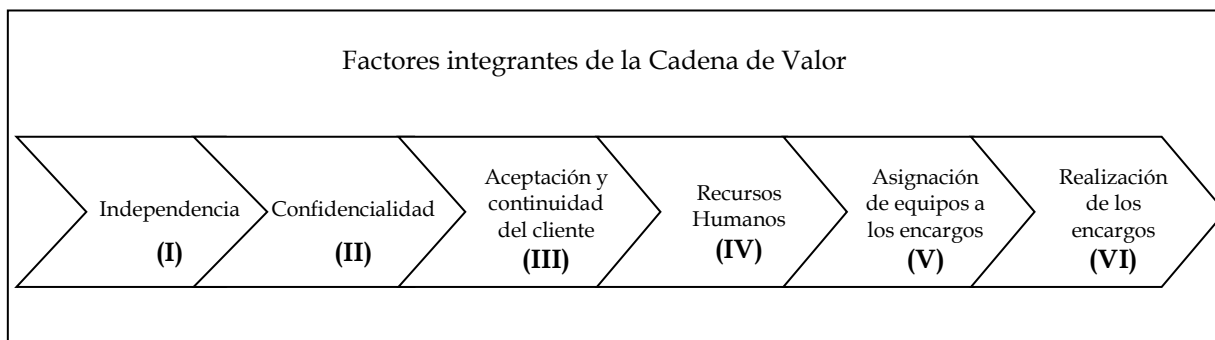 Factores integrantes de la Cadena de Valor
Independencia
(I)
Confidencialidad
(II)
Aceptación y
continuidad
del cliente
(III)
Recursos
Humanos
(IV)
Asignación
de equipos a
los encargos
(V)
Realización
de los
encargos
(VI)